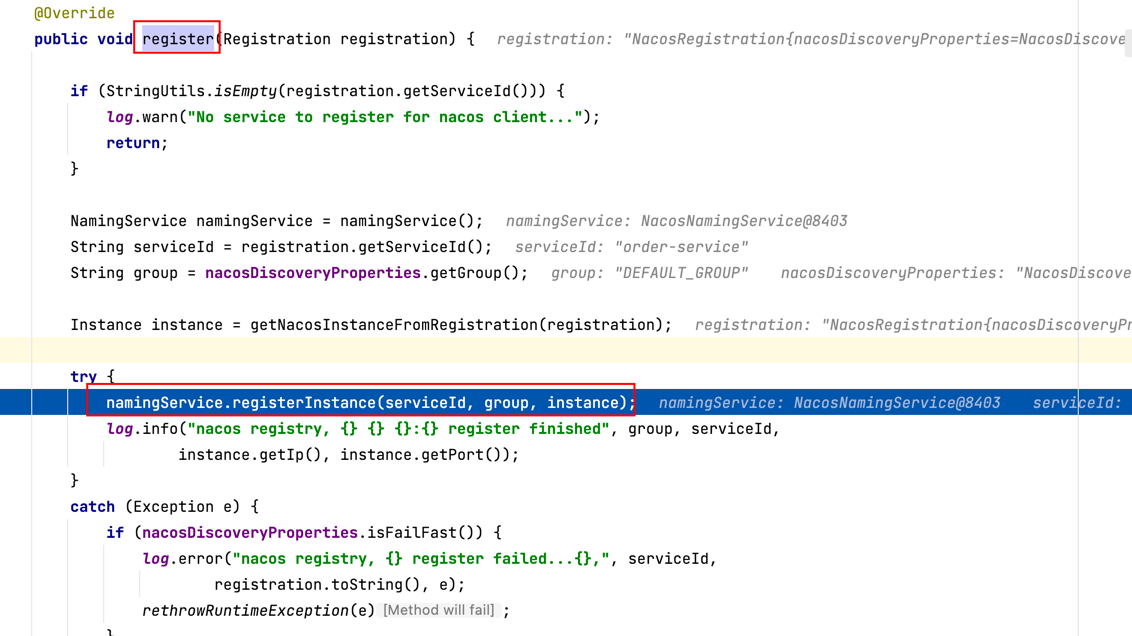 @Override
public void register(Registration registration) {   registration: "NacosRegistration{nacosDiscoveryProperties=NacosDiscove
if (StringUtils.isEmpty(registration.getServiceId())) {
log.warn("No service to register for nacos client...");
return;
}
NamingService namingService = namingService();   namingService: NacosNamingService@8403
String serviceId = registration.getServiceId();   serviceId: "order-service"
String group = nacosDiscoveryProperties.getGroup();   group: "DEFAULT_GROUP"   nacosDiscoveryProperties: "NacosDiscove
Instance instance = getNacosInstanceFromRegistration(registration);   registration: "NacosRegistration{nacosDiscoveryPr
try {
namingService.registerInstance(serviceId, group, instance);   namingService: NacosNamingService@8403   serviceId:
log.info("nacos registry, {} {} {}:{} register finished", group, serviceId,
instance.getIp(), instance.getPort());
}
catch (Exception e) {
if (nacosDiscoveryProperties.isFailFast()) {
log.error("nacos registry, {} register failed...{},", serviceId,
registration.toString(), e);
rethrowRuntimeException(e) [Method will fail] ;
}